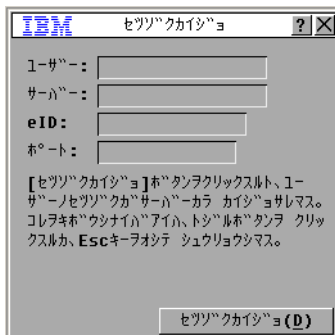 IBM ｾﾂｿﾞｸｶｲｼﾞｮ ?
ﾕｰｻﾞｰ:
ｻｰﾊﾞｰ:
eID:
ﾎﾟｰﾄ:
[ｾﾂｿﾞｸｶｲｼﾞｮ]ﾎﾞﾀﾝｦｸﾘｯｸｽﾙﾄ､ﾕｰ
ｻﾞｰﾉｾﾂｿﾞｸｶﾞｻｰﾊﾞｰｶﾗ ｶｲｼﾞｮｻﾚﾏｽ｡
ｺﾚｦｷﾎﾞｳｼﾅｲﾊﾞｱｲﾊ､ﾄｼﾞﾙﾎﾞﾀﾝｦ ｸﾘｯ
ｸｽﾙｶ､Escｷｰｦｵｼﾃ ｼｭｳﾘｮｳｼﾏｽ｡
ｾﾂｿﾞｸｶｲｼﾞｮ(D)